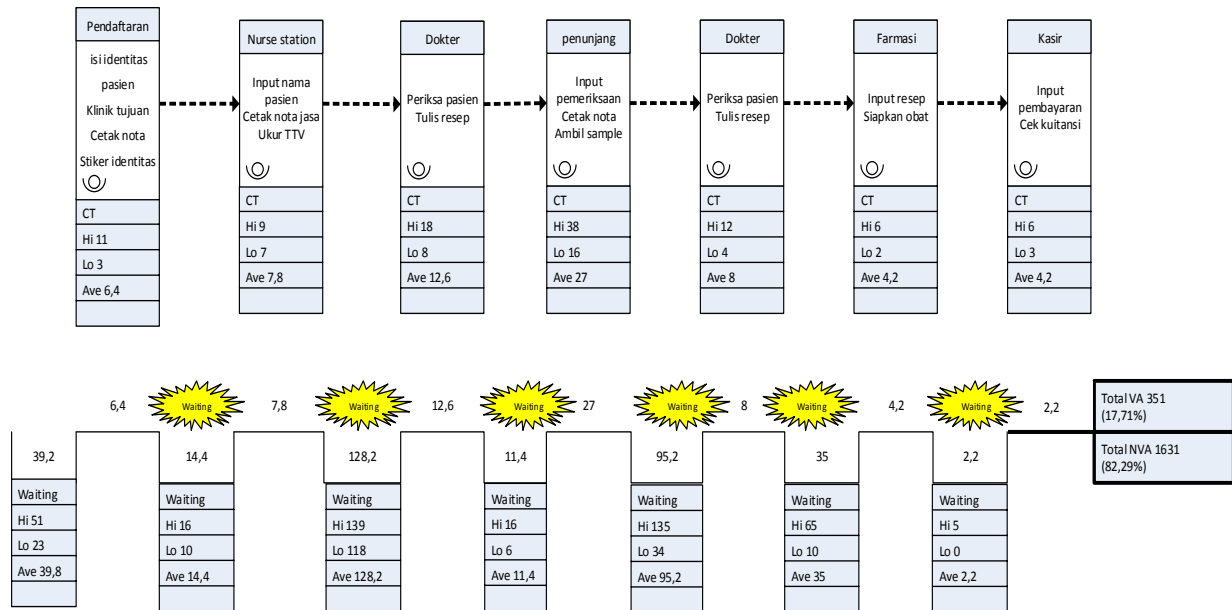 Pendaftaran
isi identitas
pasien
Klinik tujuan
Cetak nota
Stiker identitas
CT
Hi 11
Lo 3
Ave 6,4
Nurse station
Input nama
pasien
Cetak nota jasa
Ukur TTV
CT
Hi 9
Lo 7
Ave 7,8
Dokter
Periksa pasien
Tulis resep
CT
Hi 18
Lo 8
Ave 12,6
penunjang
Input
pemeriksaan
Cetak nota
Ambil sample
CT
Hi 38
Lo 16
Ave 27
Dokter
Periksa pasien
Tulis resep
CT
Hi 12
Lo 4
Ave 8
Farmasi
Input resep
Siapkan obat
CT
Hi 6
Lo 2
Ave 4,2
Kasir
Input
pembayaran
Cek kuitansi
CT
Hi 6
Lo 3
Ave 4,2
6,4
Waiting
7,8
Waiting
12,6
Waiting
27
Waiting
8
Waiting
4,2
Waiting
2,2
Total VA 351
(17,71%)
Total NVA 1631
(82,29%)
39,2
Waiting
Hi 51
Lo 23
Ave 39,8
14,4
Waiting
Hi 16
Lo 10
Ave 14,4
128,2
Waiting
Hi 139
Lo 118
Ave 128,2
11,4
Waiting
Hi 16
Lo 6
Ave 11,4
95,2
Waiting
Hi 135
Lo 34
Ave 95,2
35
Waiting
Hi 65
Lo 10
Ave 35
2,2
Waiting
Hi 5
Lo 0
Ave 2,2